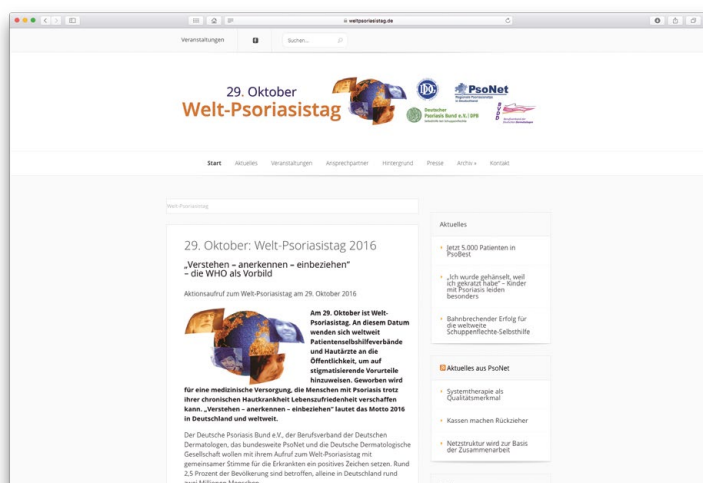 weltpsoriasistag.de
Veranstaltungen
Suchen...
29. Oktober
Welt-Psoriasistag
PsoNet
Regionale Psoriasisnetze
in Deutschland
Deutscher
Psoriasis Bund e.V. / DPB
BVDD
Start Aktuelles Veranstaltungen Ansprechpartner Hintergrund Presse Archiv Kontakt
Welt-Psoriasistag
29. Oktober: Welt-Psoriasistag 2016
„Verstehen – anerkennen – einbeziehen“
– die WHO als Vorbild
Aktionsaufruf zum Welt-Psoriasistag am 29. Oktober 2016
Am 29. Oktober ist Welt-
Psoriasistag. An diesem Datum
wenden sich weltweit
Patientenselbshilfeverbände
und Hautärzte an die
Öffentlichkeit, um auf
stigmatisierende Vorurteile
hinzuweisen. Geworben wird
für eine medizinische Versorgung, die Menschen mit Psoriasis trotz
ihrer chronischen Hautkrankheit Lebenszufriedenheit verschaffen
kann. „Verstehen – anerkennen – einbeziehen“ lautet das Motto 2016
in Deutschland und weltweit.
Der Deutsche Psoriasis Bund e.V., der Berufsverband der Deutschen
Dermatologen, das bundesweite PsoNet und die Deutsche Dermatologische
Gesellschaft wollen mit ihrem Aufruf zum Welt-Psoriasistag mit
gemeinsamer Stimme für die Erkrankten ein positives Zeichen setzen. Rund
2,5 Prozent der Bevölkerung sind betroffen, alleine in Deutschland rund
zwei Millionen Menschen.
Aktuelles
Jetzt 5.000 Patienten in
PsoBest
„Ich wurde gehänselt, weil
ich gekratzt habe“ – Kinder
mit Psoriasis leiden
besonders
Bahnbrechender Erfolg für
die weltweite
Schuppenflechte-Selbsthilfe
Aktuelles aus PsoNet
Systemtherapie als
Qualitätsmerkmal
Kassen machen Rückzieher
Netzstruktur wird zur Basis
der Zusammenarbeit